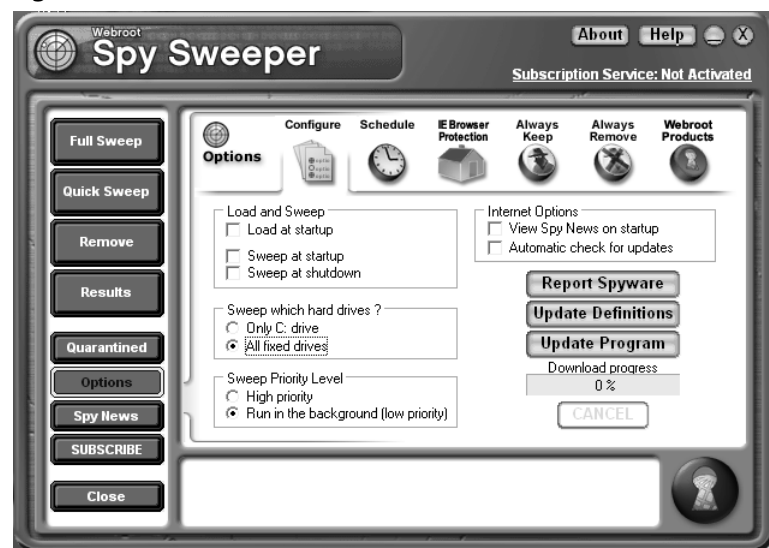 Webroot
Spy Sweeper
About Help X
Subscription Service: Not Activated
Full Sweep
Quick Sweep
Remove
Results
Quarantined
Options
Spy News
SUBSCRIBE
Close
Options
Configure
Schedule
IE Browser
Protection
Always
Keep
Always
Remove
Webroot
Products
Load and Sweep
Load at startup
Sweep at startup
Sweep at shutdown
Sweep which hard drives ?
Only C: drive
All fixed drives
Sweep Priority Level
High priority
Run in the background (low priority)
Internet Options
View Spy News on startup
Automatic check for updates
Report Spyware
Update Definitions
Update Program
Download progress
0 %
CANCEL